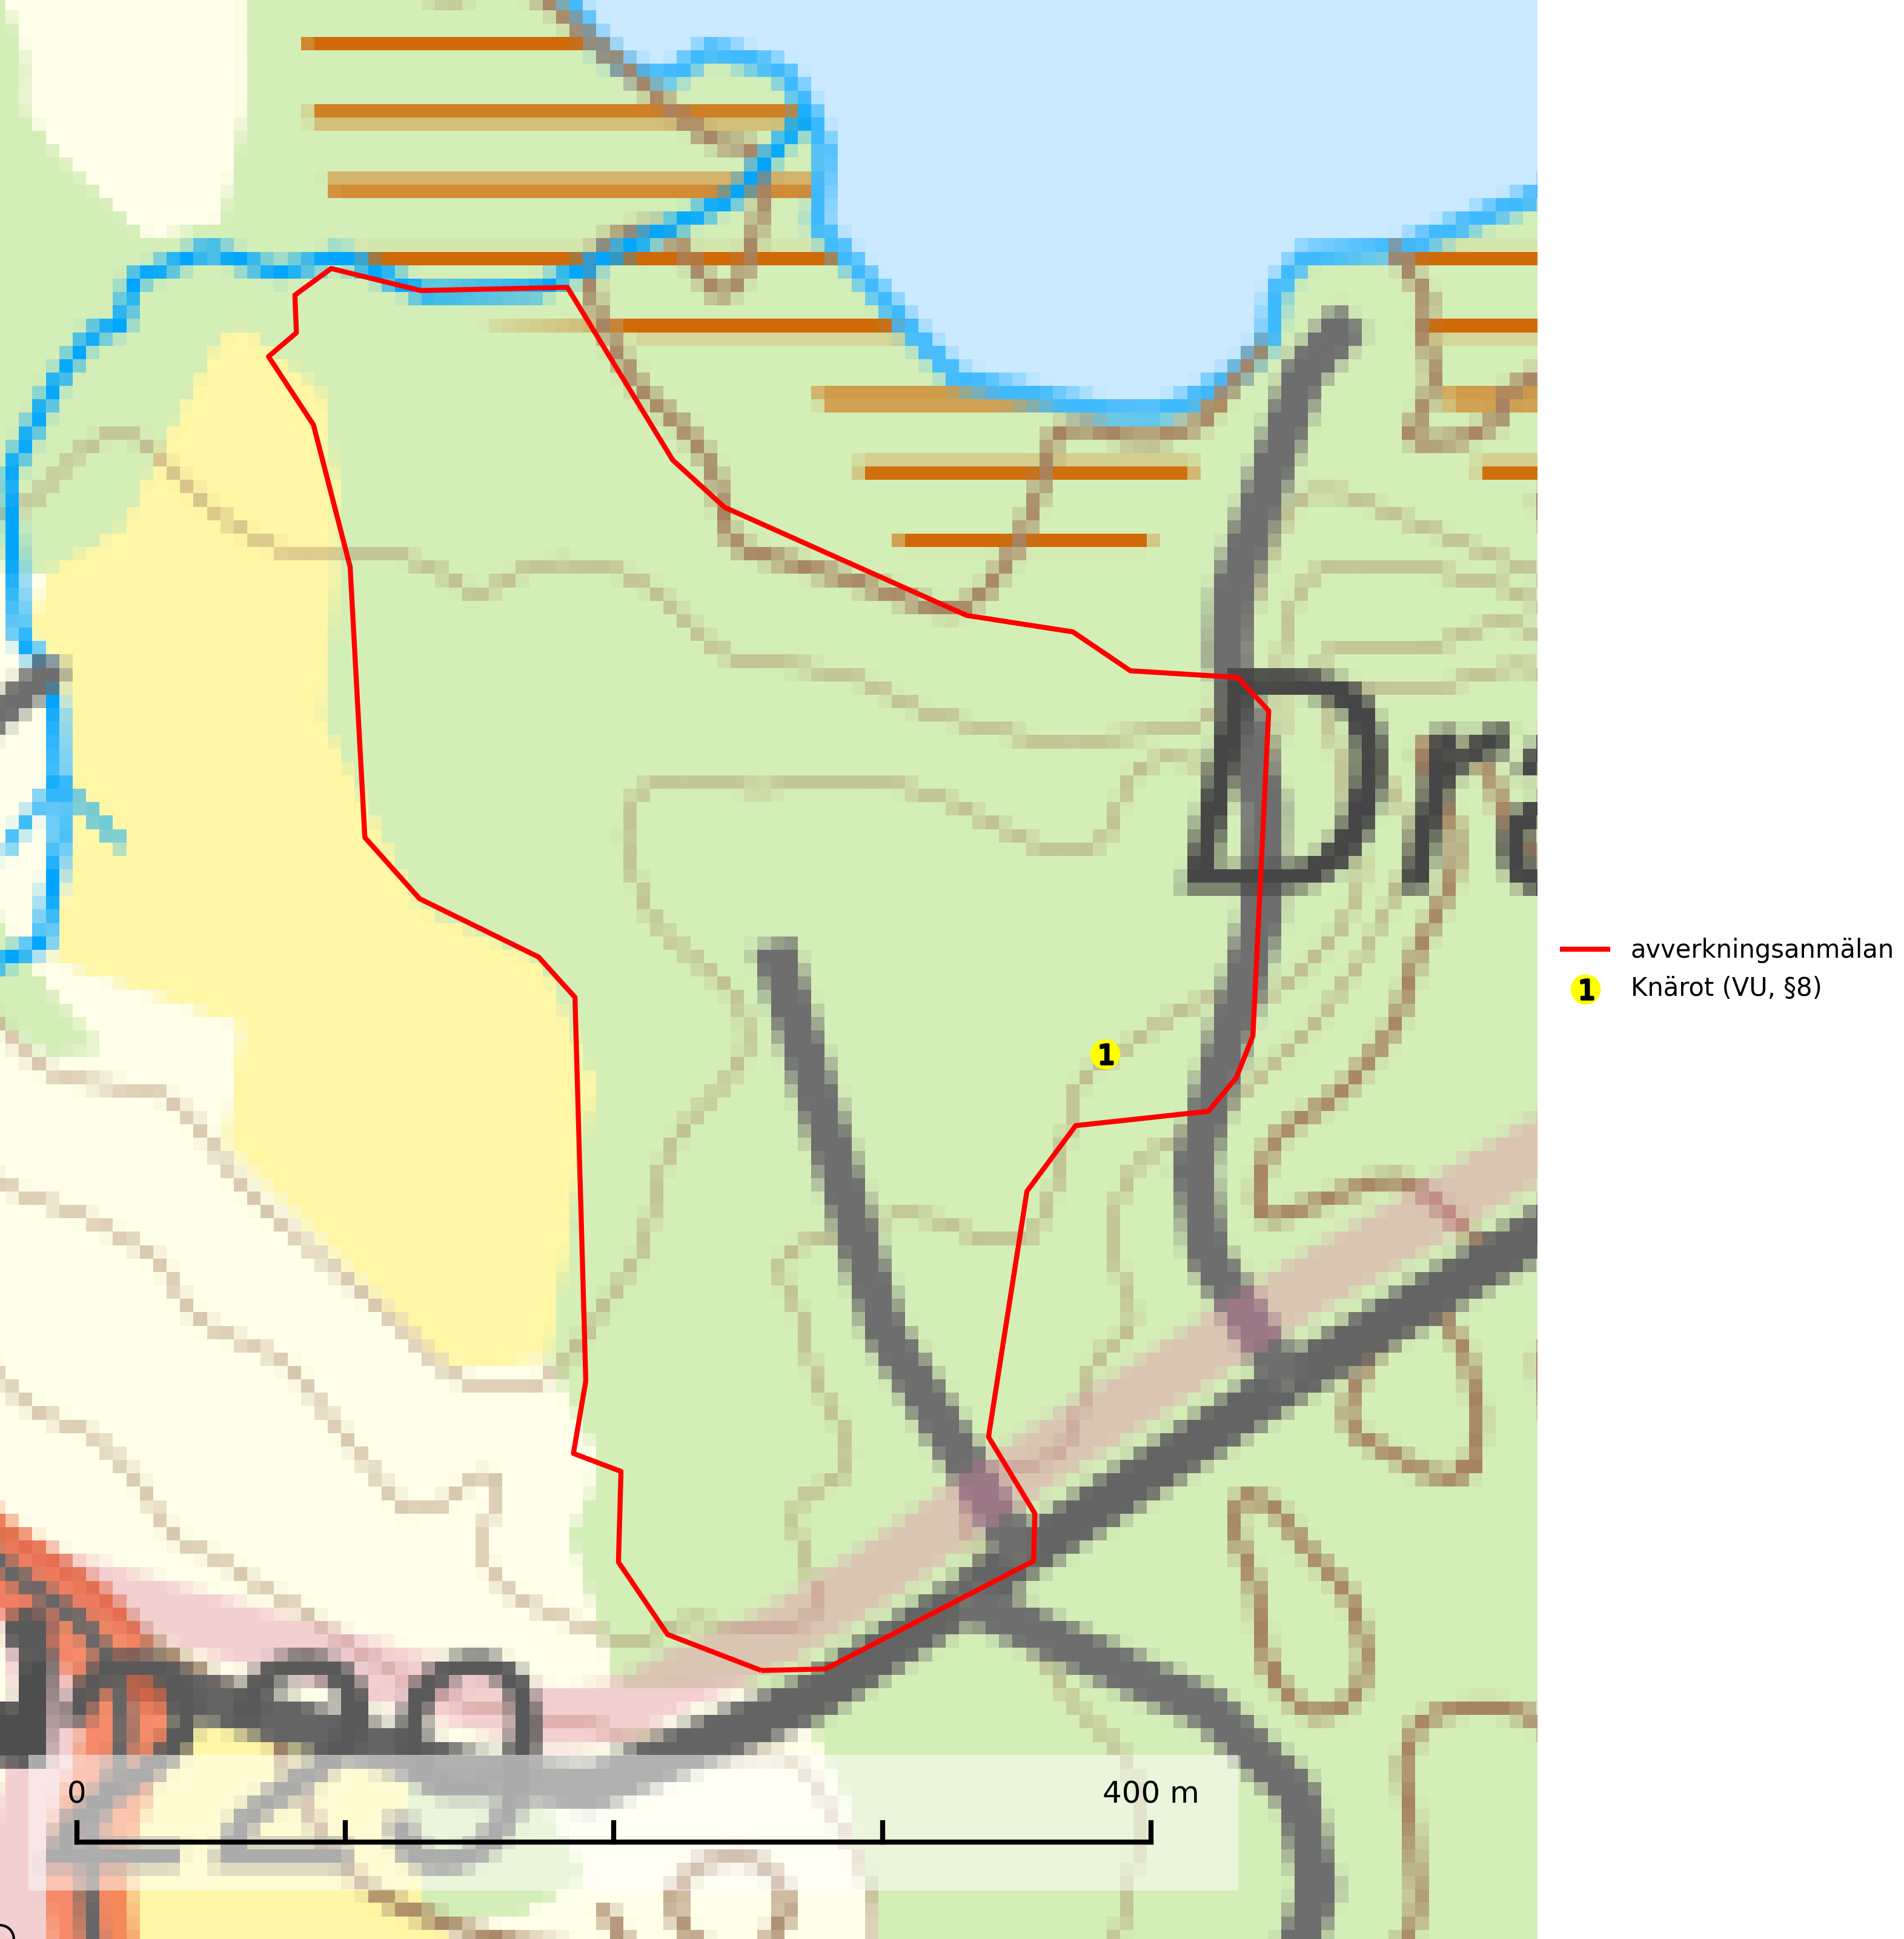 avverkningsanmälan
1 Knärot (VU, §8)
1
0 400 m